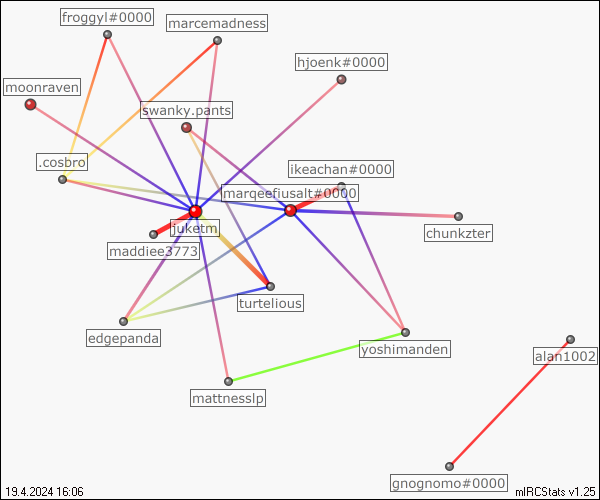 froggyl#0000
marcemadness
hjoenk#0000
moonraven
swanky.pants
.cosbro
ikeachan#0000
marqeefiusalt#0000
juketm
chunkzter
maddiee3773
turtelious
edgepanda
yoshimanden
alan1002
mattnesslp
gnognomo#0000
19.4.2024 16:06
mIRCStats v1.25